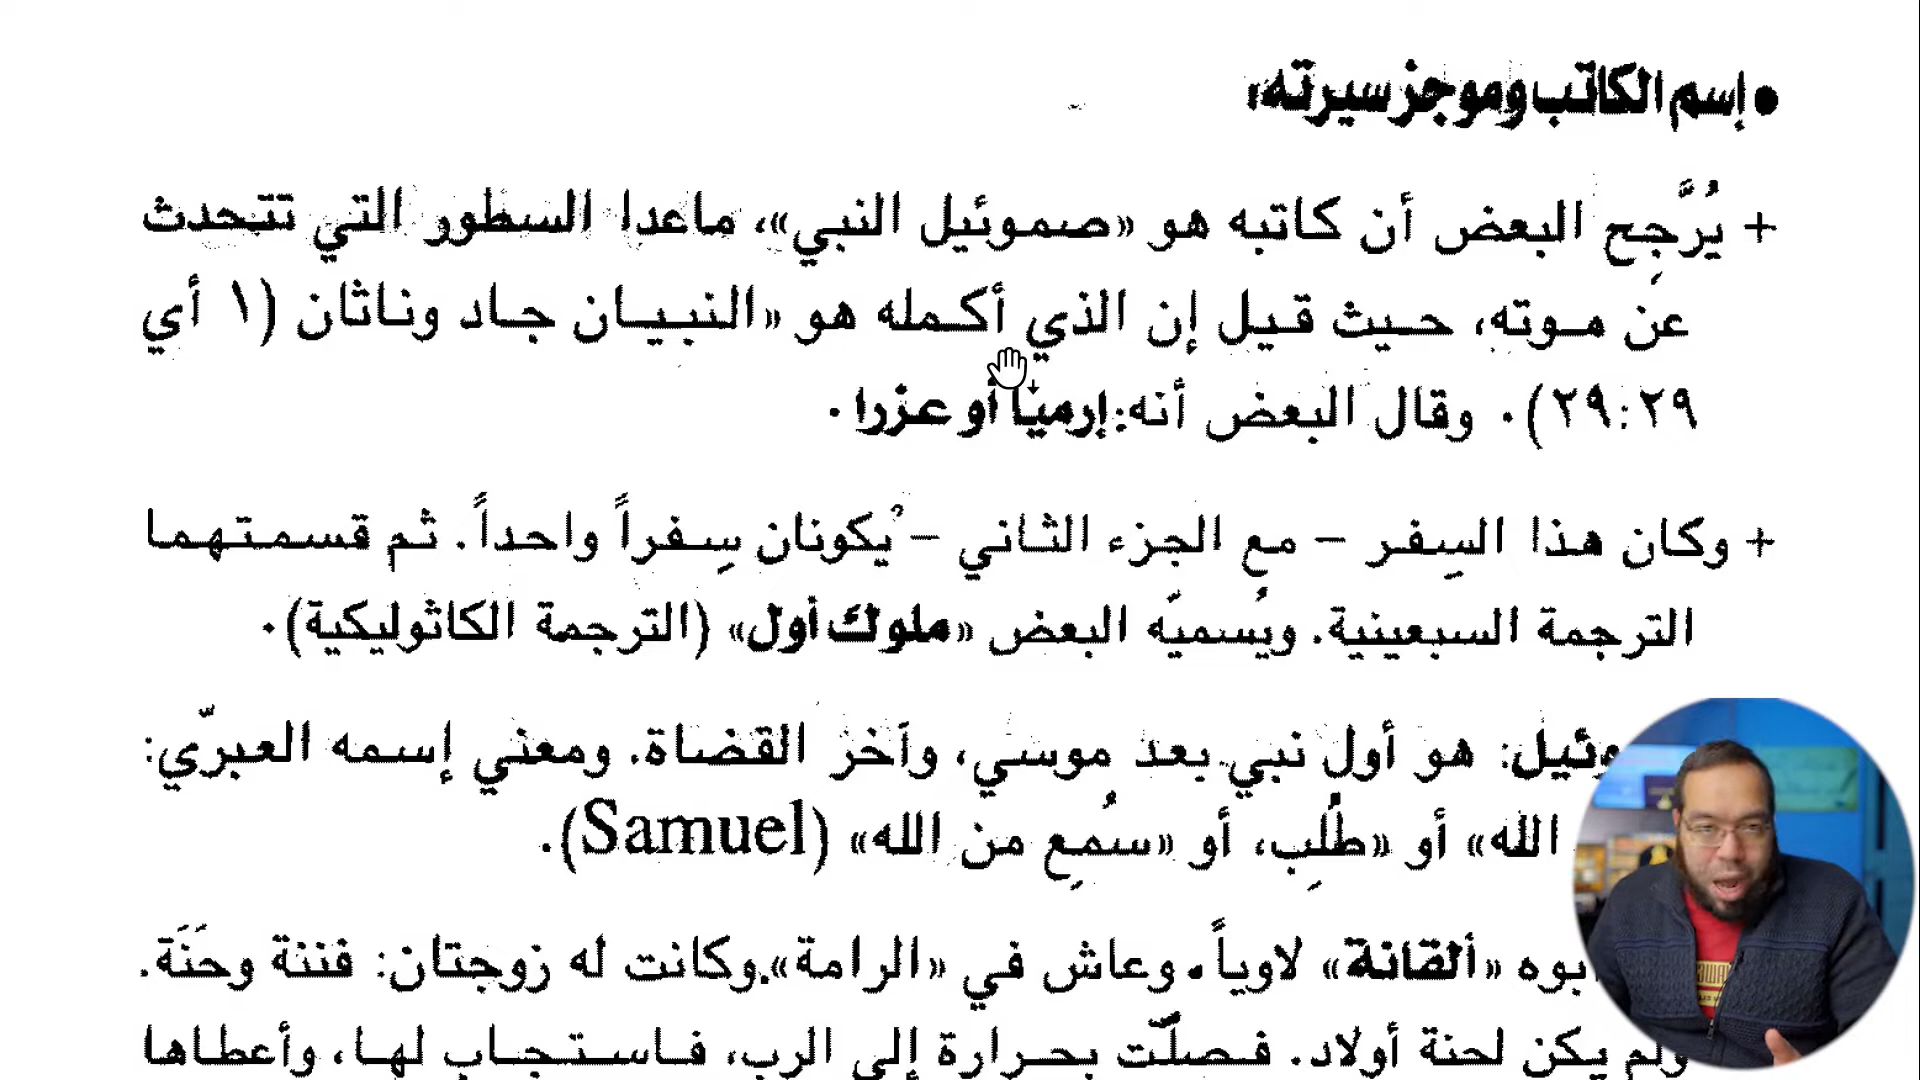 ● إسم الكاتب وموجز سيرته:
+ يُرَّجِح البعض أن كاتبه هو «صموئيل النبي»، ماعدا السطور التي تتحدث
عن موته، حيث قيل إن الذي أكمله هو «النبيان جاد وناثان (١ أي
٢٩:٢٩). وقال البعض أنه: إرميا أو عزرا.
+ وكان هذا السِفر – مع الجزء الثاني – يكونان سِفراً واحداً. ثم قسمتهما
الترجمة السبعينية. ويُسميّه البعض «ملوك أول» (الترجمة الكاثوليكية).
وئيل: هو أول نبي بعد موسى، وآخر القضاة. ومعني إسمه العبرّي:
الله» أو «طُلِب، أو «سُمِع من الله» (Samuel).
ابوه «ألقانة» لاوياً. وعاش في «الرامة». وكانت له زوجتان: فننة وحَنَة.
ولم يكن لحنة أولاد. فصلّت بحرارة إلى الرب، فاستجاب لها، وأعطاها